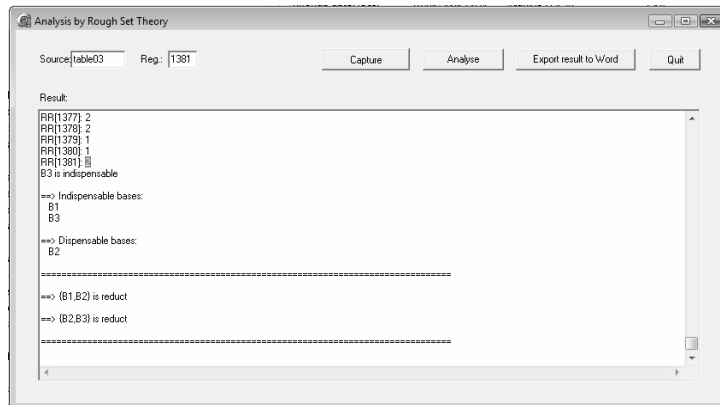 Analysis by Rough Set Theory
Source: table03 Reg.: 1381 Capture Analyse Export result to Word Quit
Result:
RR[1377]: 2
RR[1378]: 2
RR[1379]: 1
RR[1380]: 1
RR[1381]:
B3 is indispensable
==> Indispensable bases:
B1
B3
==> Dispensable bases:
B2
================================================================================
==> {B1,B2} is reduct
==> {B2,B3} is reduct
================================================================================